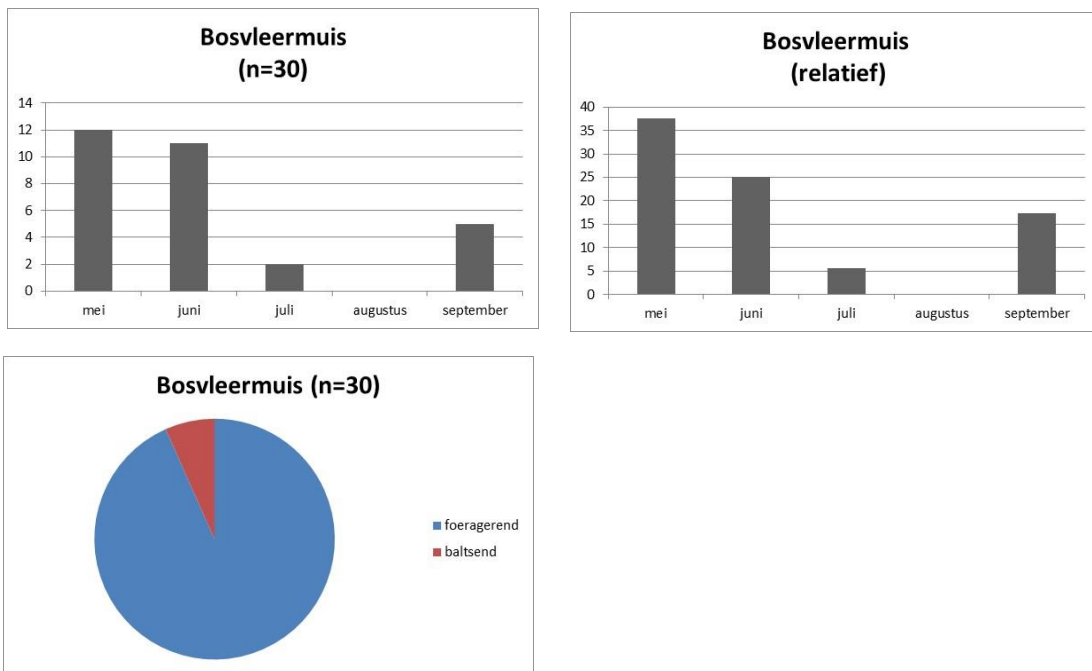 Bosvleermuis
(n=30)
14
12
10
8
6
4
2
0
mei juni juli augustus september
Bosvleermuis
(relatief)
40
35
30
25
20
15
10
5
0
mei juni juli augustus september
Bosvleermuis (n=30)
foeragerend
baltsend